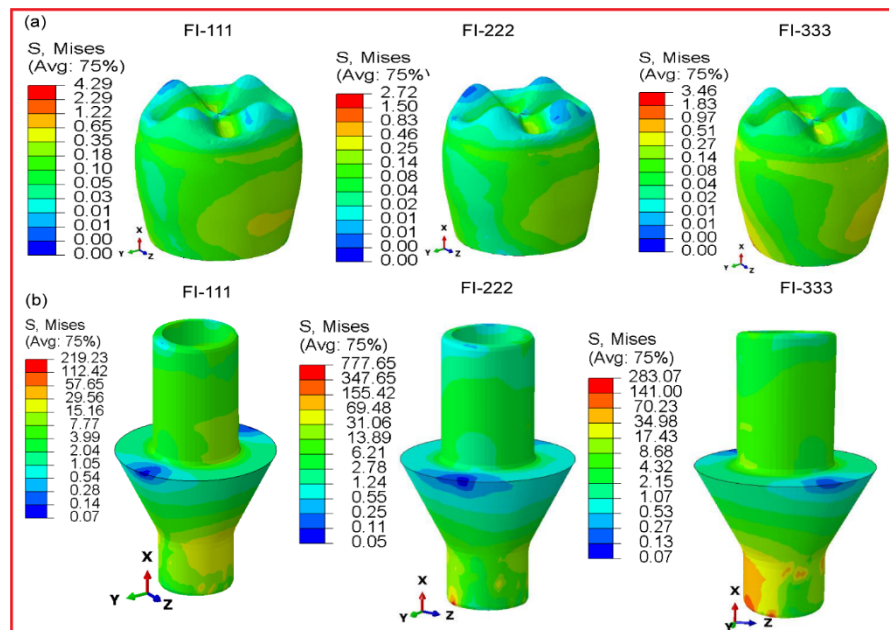 (a)
FI-111
FI-222
FI-333
S, Mises
(Avg: 75%)
4.29
2.29
1.22
0.65
0.35
0.18
0.10
0.05
0.03
0.01
0.01
0.00
0.00
X
Y
Z
S, Mises
(Avg: 75%)
2.72
1.50
0.83
0.46
0.25
0.14
0.08
0.04
0.02
0.01
0.01
0.00
0.00
X
Y
Z
S, Mises
(Avg: 75%)
3.46
1.83
0.97
0.51
0.27
0.14
0.08
0.04
0.02
0.01
0.01
0.00
0.00
X
Y
Z
(b)
FI-111
FI-222
FI-333
S, Mises
(Avg: 75%)
219.23
112.42
57.65
29.56
15.16
7.77
3.99
2.04
1.05
0.54
0.28
0.14
0.07
X
Y
Z
S, Mises
(Avg: 75%)
777.65
347.65
155.42
69.48
31.06
13.89
6.21
2.78
1.24
0.55
0.25
0.11
0.05
X
Y
Z
S, Mises
(Avg: 75%)
283.07
141.00
70.23
34.98
17.43
8.68
4.32
2.15
1.07
0.53
0.27
0.13
0.07
X
Z